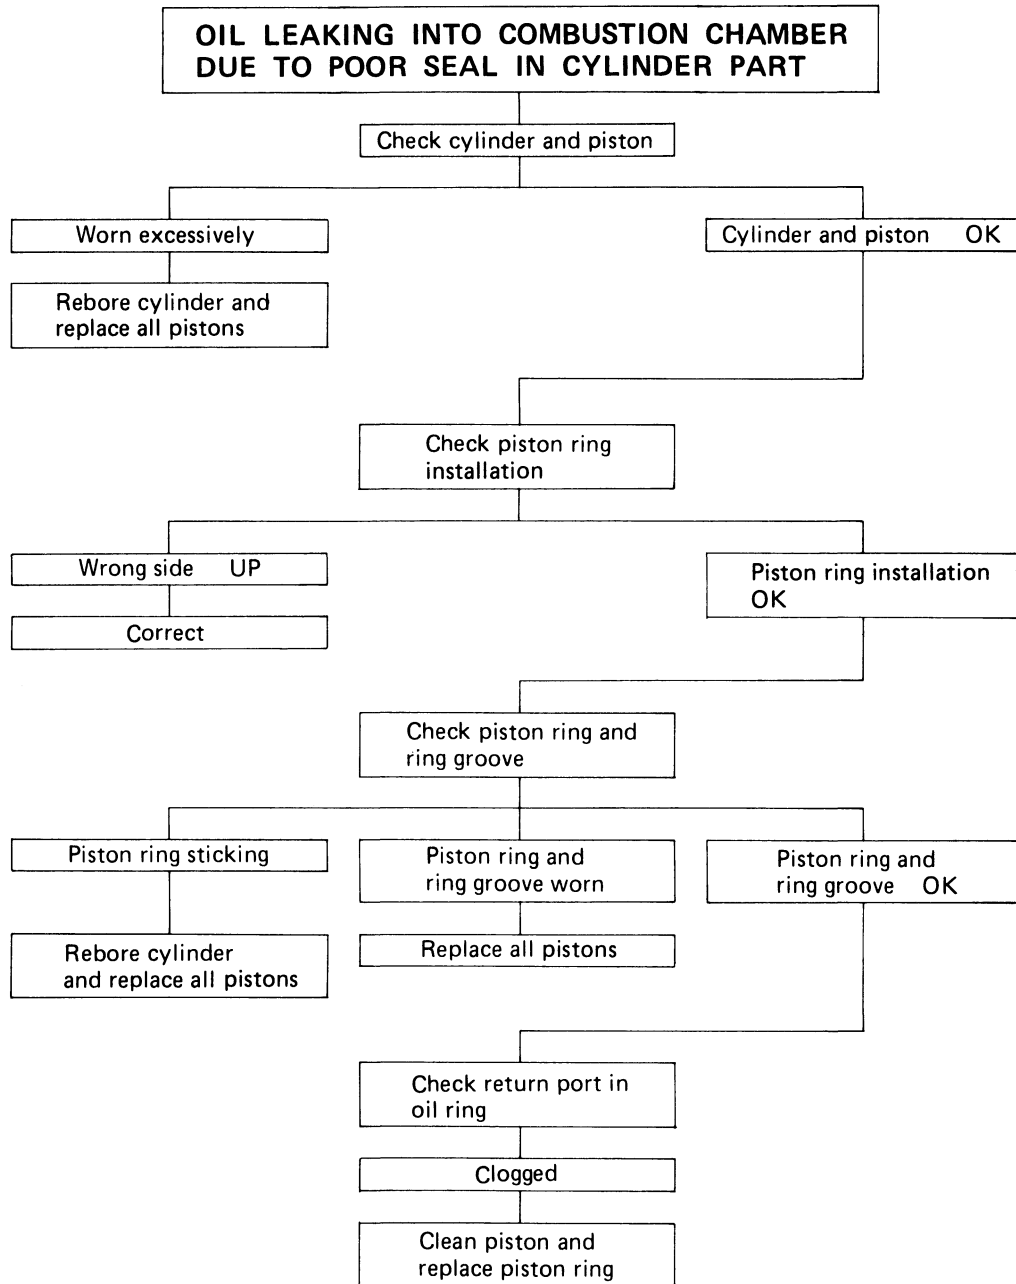 OIL LEAKING INTO COMBUSTION CHAMBER
DUE TO POOR SEAL IN CYLINDER PART
Check cylinder and piston
Worn excessively
Cylinder and piston OK
Rebore cylinder and
replace all pistons
Check piston ring
installation
Wrong side UP
Piston ring installation
OK
Correct
Check piston ring and
ring groove
Piston ring sticking
Piston ring and
ring groove worn
Piston ring and
ring groove OK
Rebore cylinder
and replace all pistons
Replace all pistons
Check return port in
oil ring
Clogged
Clean piston and
replace piston ring